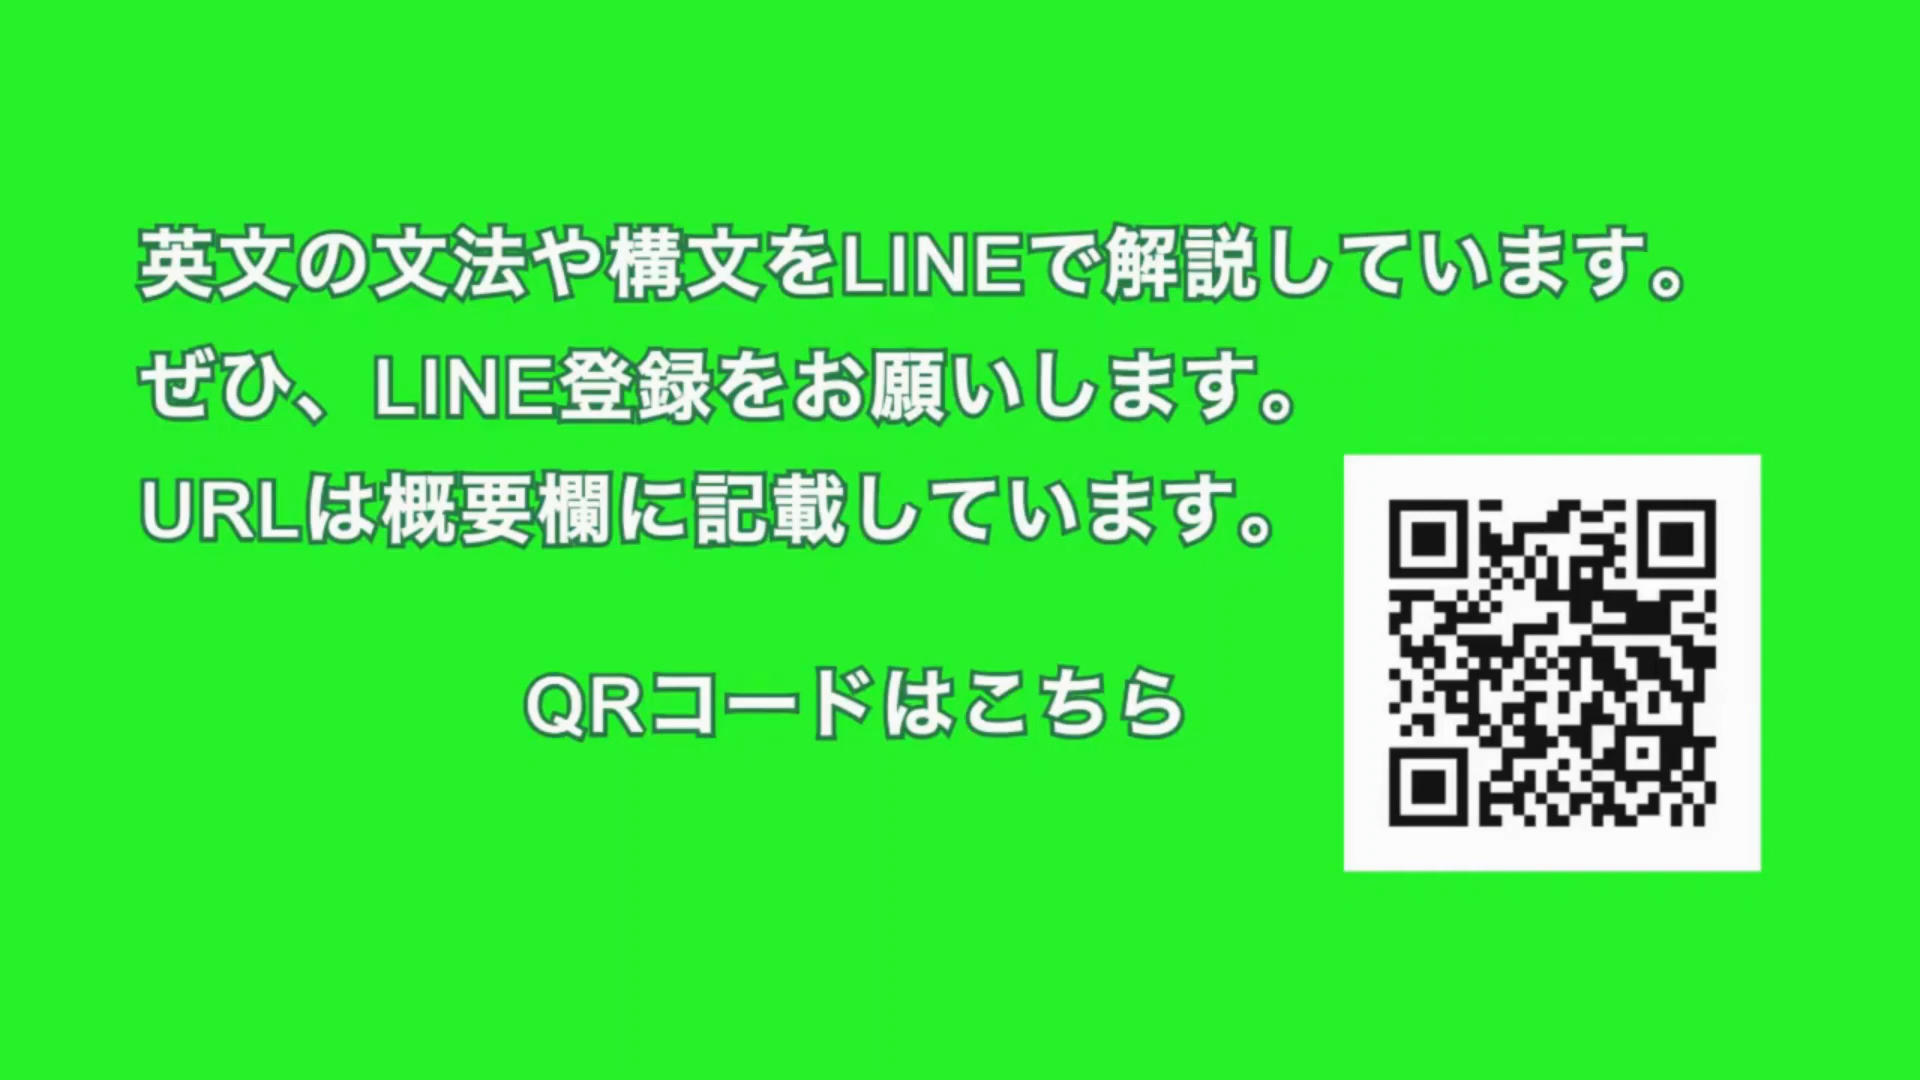 英文の文法や構文をLINEで解説しています。
ぜひ、LINE登録をお願いします。
URLは概要欄に記載しています。
QRコードはこちら